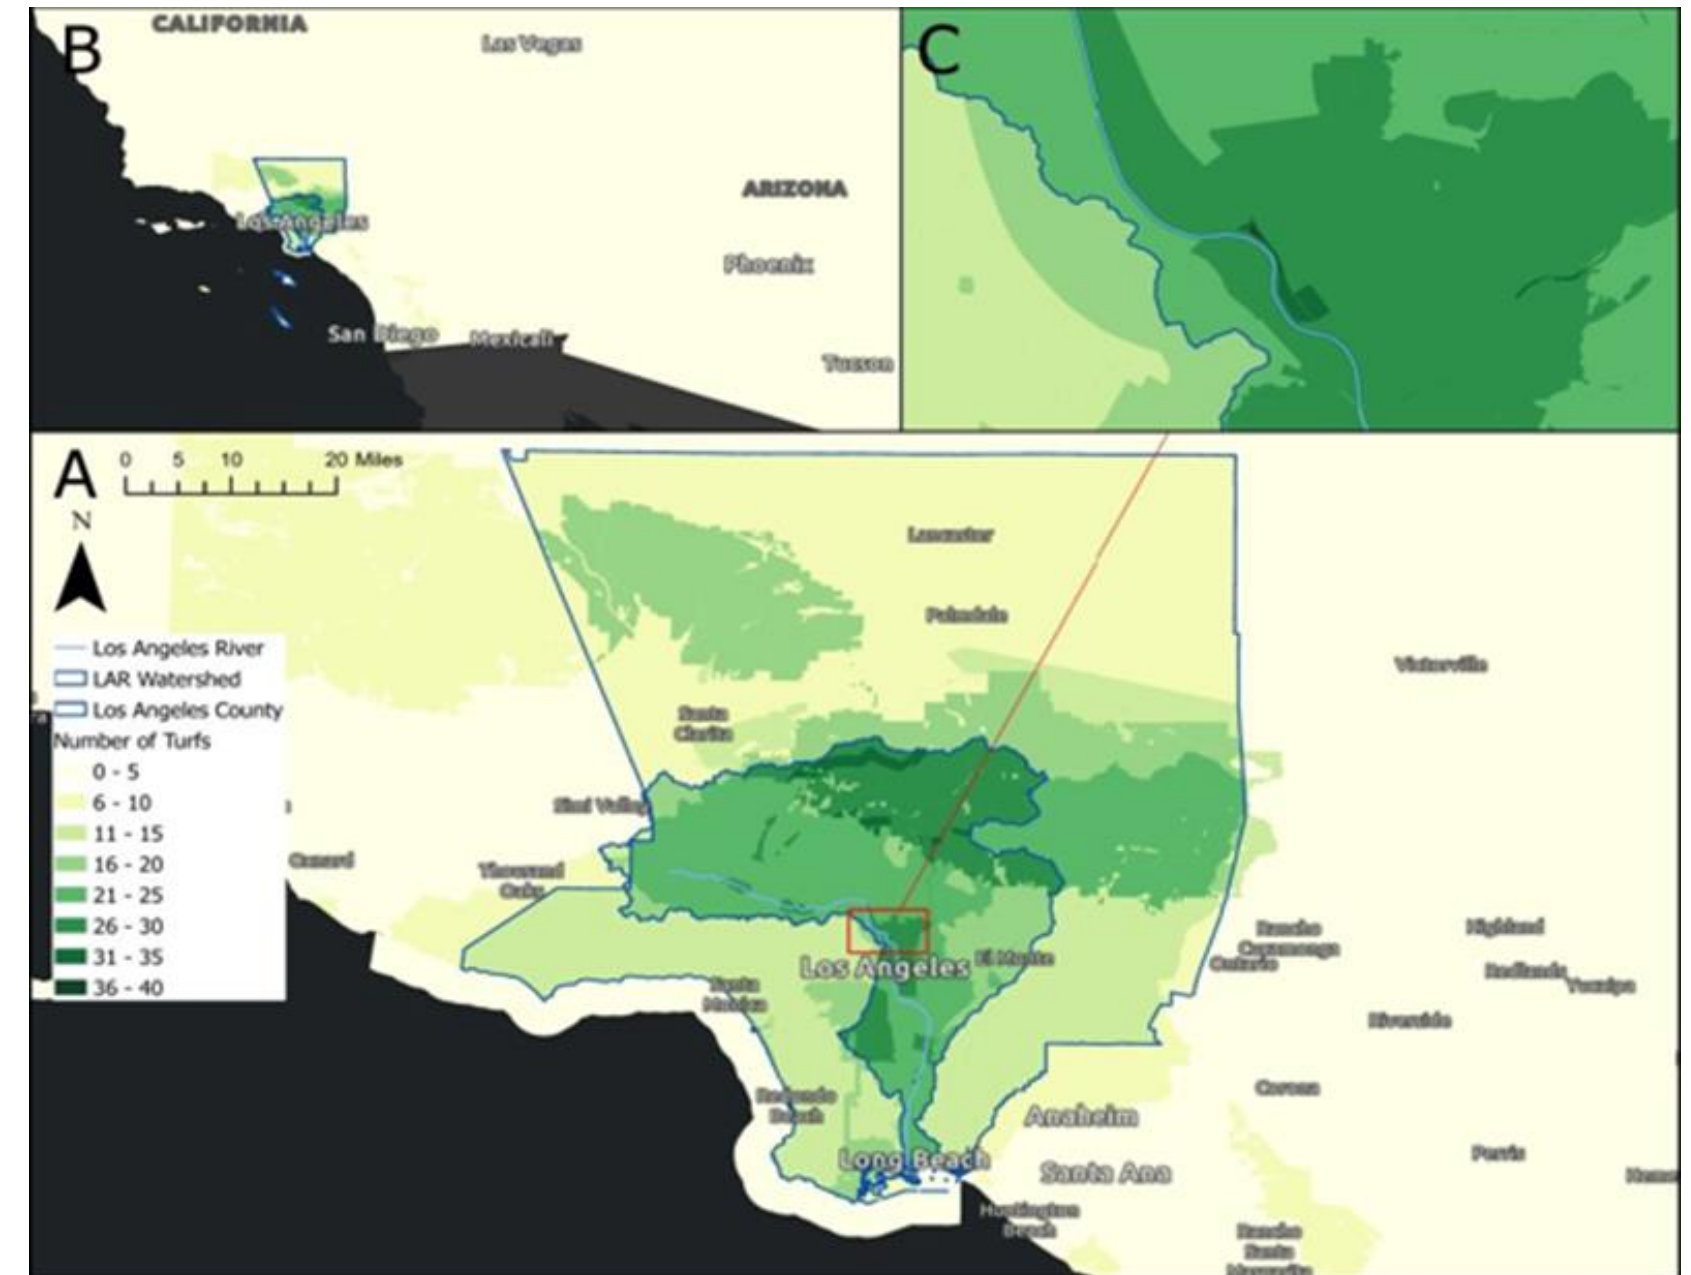 B
CALIFORNIA
Las Vegas
ARIZONA
Los Angeles
Phoenix
San Diego
Mexicali
Tucson
C
A
0 5 10 20 Miles
N
Lancaster
Palmdale
Los Angeles River
LAR Watershed
Los Angeles County
Number of Turfs
0 - 5
6 - 10
11 - 15
16 - 20
21 - 25
26 - 30
31 - 35
36 - 40
Victorville
Santa
Clarita
Simi Valley
Oxnard
Thousand
Oaks
Los Angeles
El Monte
Santa
Monica
Rancho
Cucamonga
Ontario
Highland
Redlands
Yucaipa
Riverside
Corona
Redondo
Beach
Anaheim
Long Beach
Santa Ana
Perris
Huntington
Beach
Rancho
Santa
Margarita